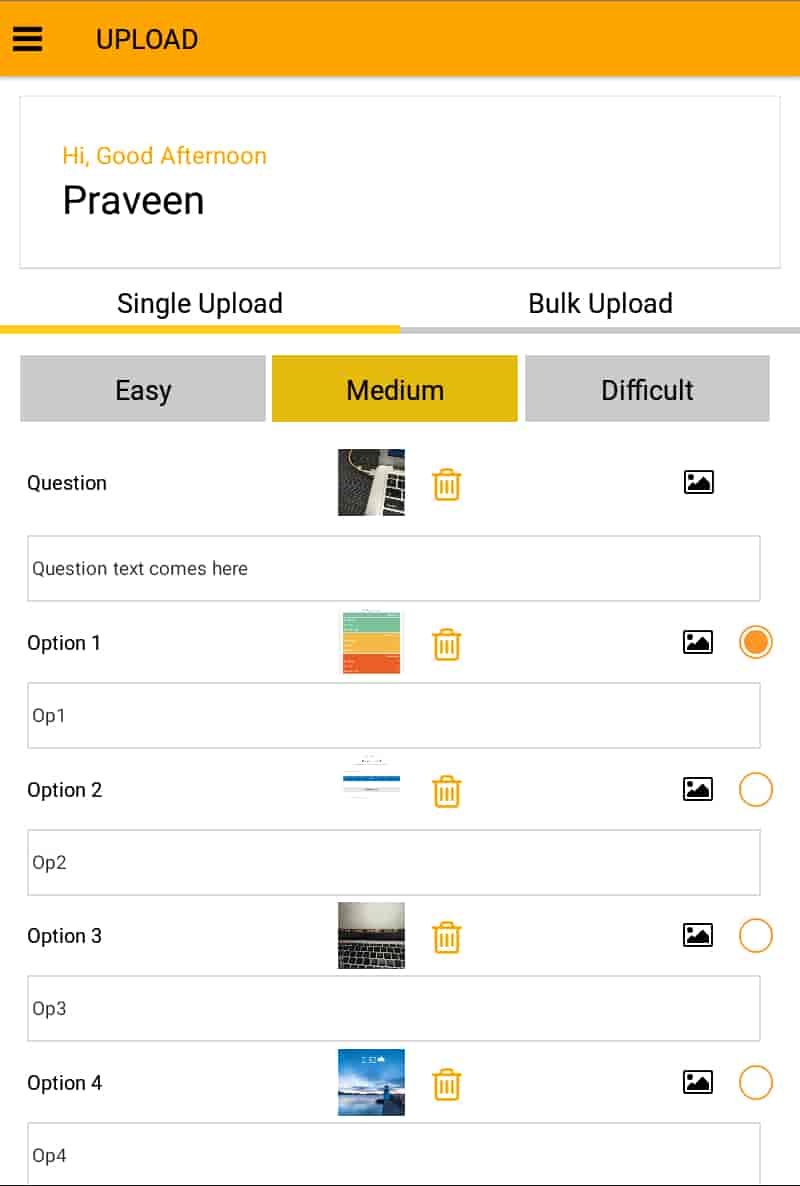 UPLOAD
Hi, Good Afternoon
Praveen
Single Upload
Bulk Upload
Easy
Medium
Difficult
Question
Question text comes here
Option 1
Op1
Option 2
Op2
Option 3
Op3
Option 4
Op4